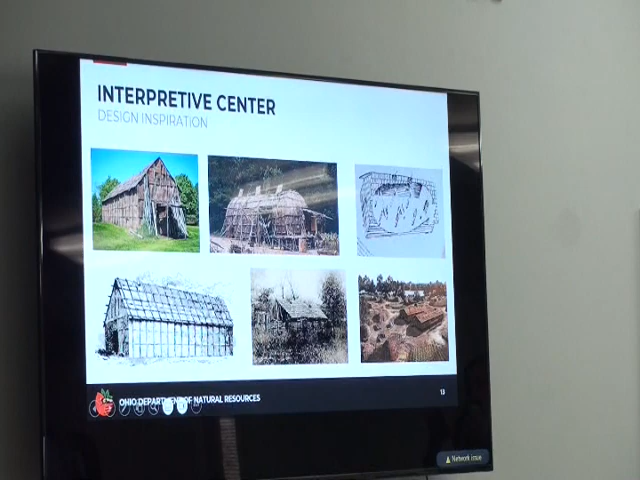 INTERPRETIVE CENTER
DESIGN INSPIRATION
OHIO DEPARTMENT OF NATURAL RESOURCES
13
Network issue